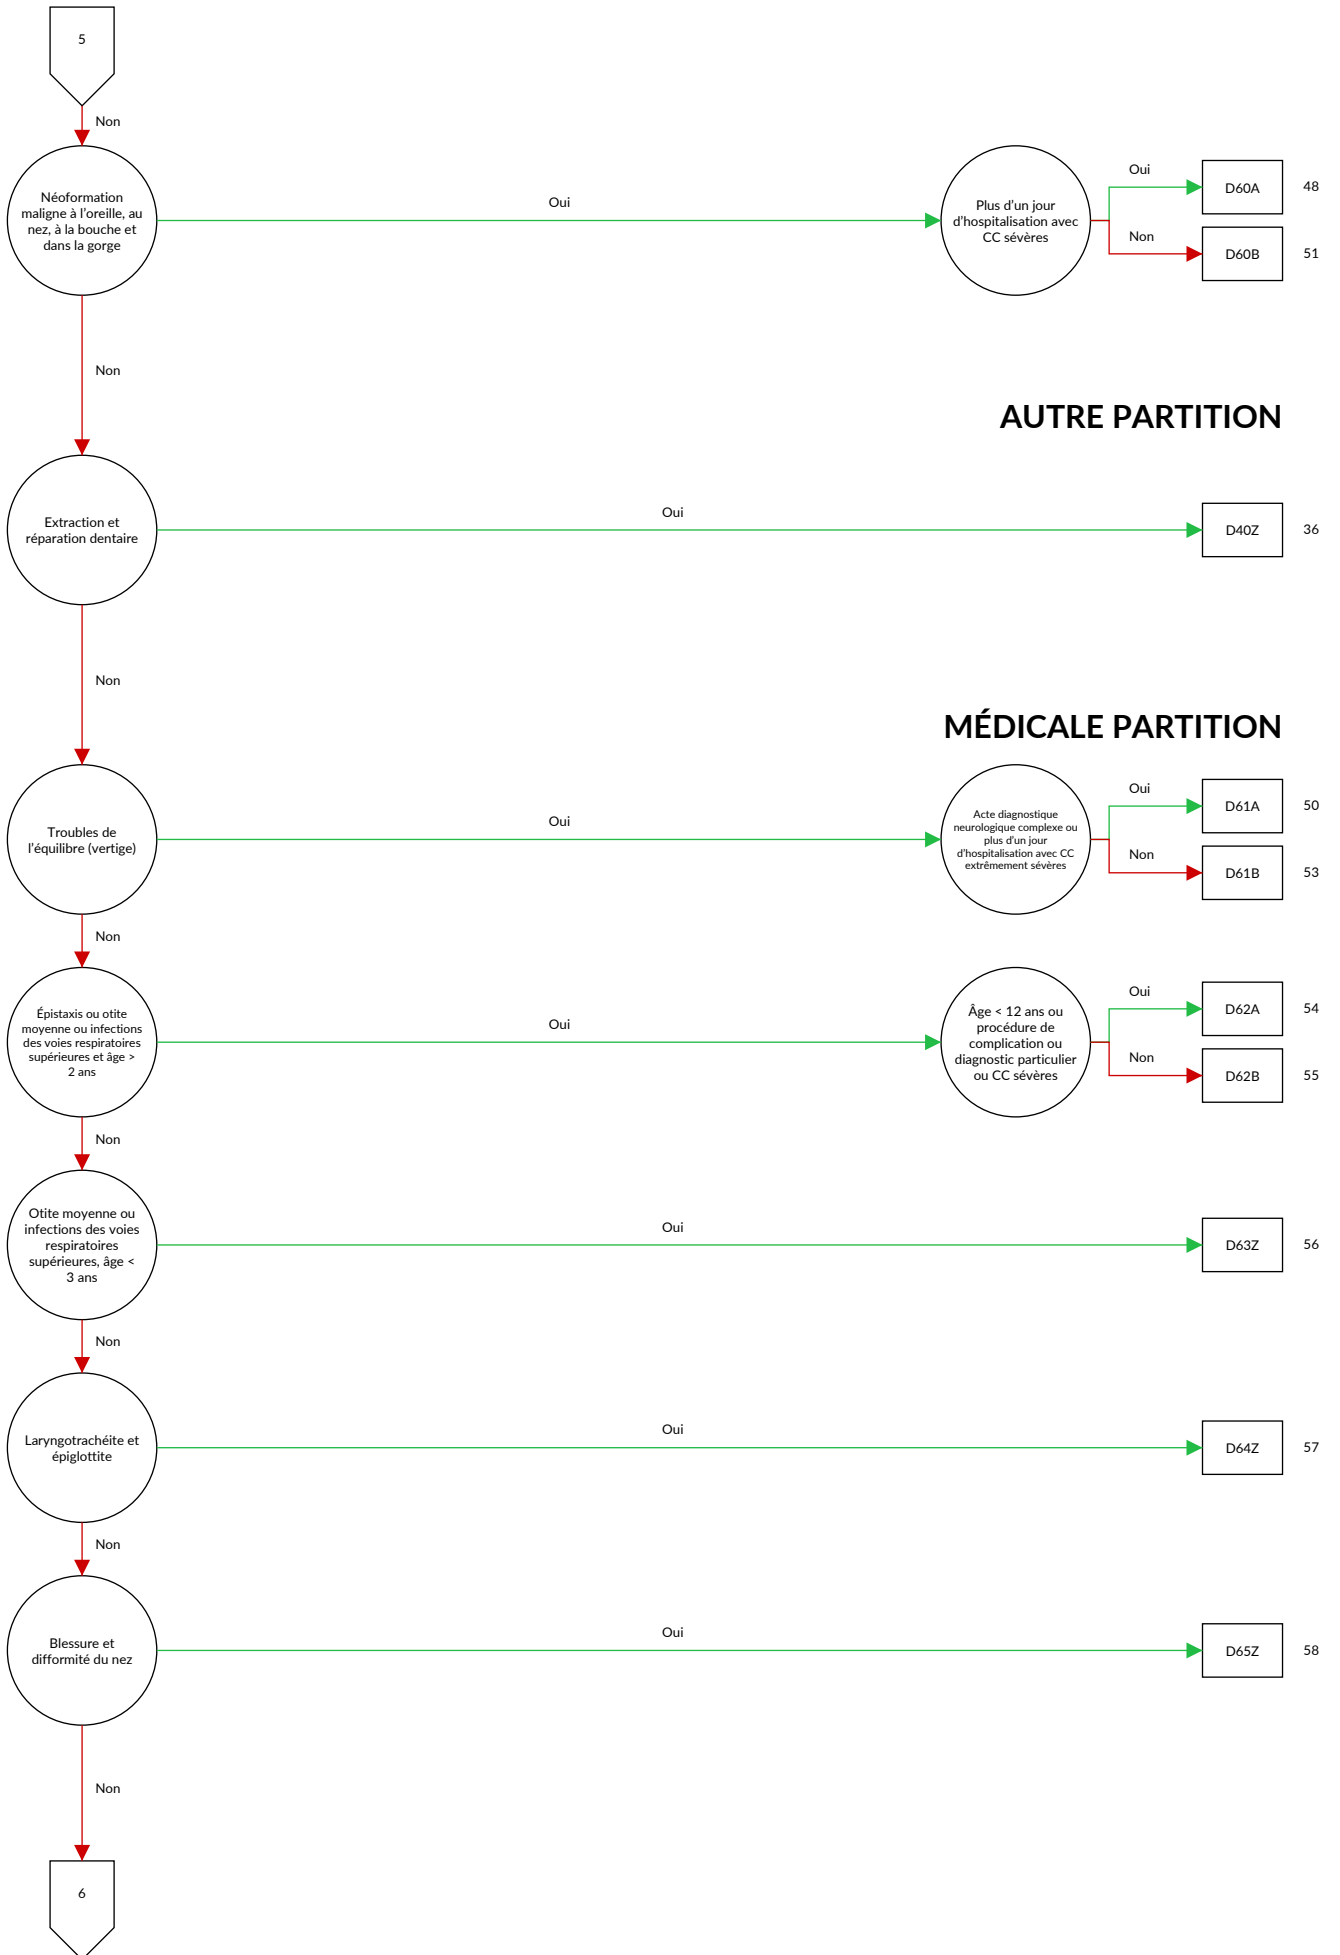 5
Non
Néoformation
maligne à l'oreille, au
nez, à la bouche et
dans la gorge
Oui
Plus d'un jour
d'hospitalisation avec
CC sévères
Oui
D60A
48
Non
D60B
51
Non
AUTRE PARTITION
Extraction et
réparation dentaire
Oui
D40Z
36
Non
MÉDICALE PARTITION
Troubles de
l'équilibre (vertige)
Oui
Acte diagnostique
neurologique complexe ou
plus d'un jour
d'hospitalisation avec CC
extrêmement sévères
Oui
D61A
50
Non
D61B
53
Non
Épistaxis ou otite
moyenne ou infections
des voies respiratoires
supérieures et âge >
2 ans
Oui
Âge < 12 ans ou
procédure de
complication ou
diagnostic particulier
ou CC sévères
Oui
D62A
54
Non
D62B
55
Non
Otite moyenne ou
infections des voies
respiratoires
supérieures, âge <
3 ans
Oui
D63Z
56
Non
Laryngotrachéite et
épiglottite
Oui
D64Z
57
Non
Blessure et
difformité du nez
Oui
D65Z
58
Non
6